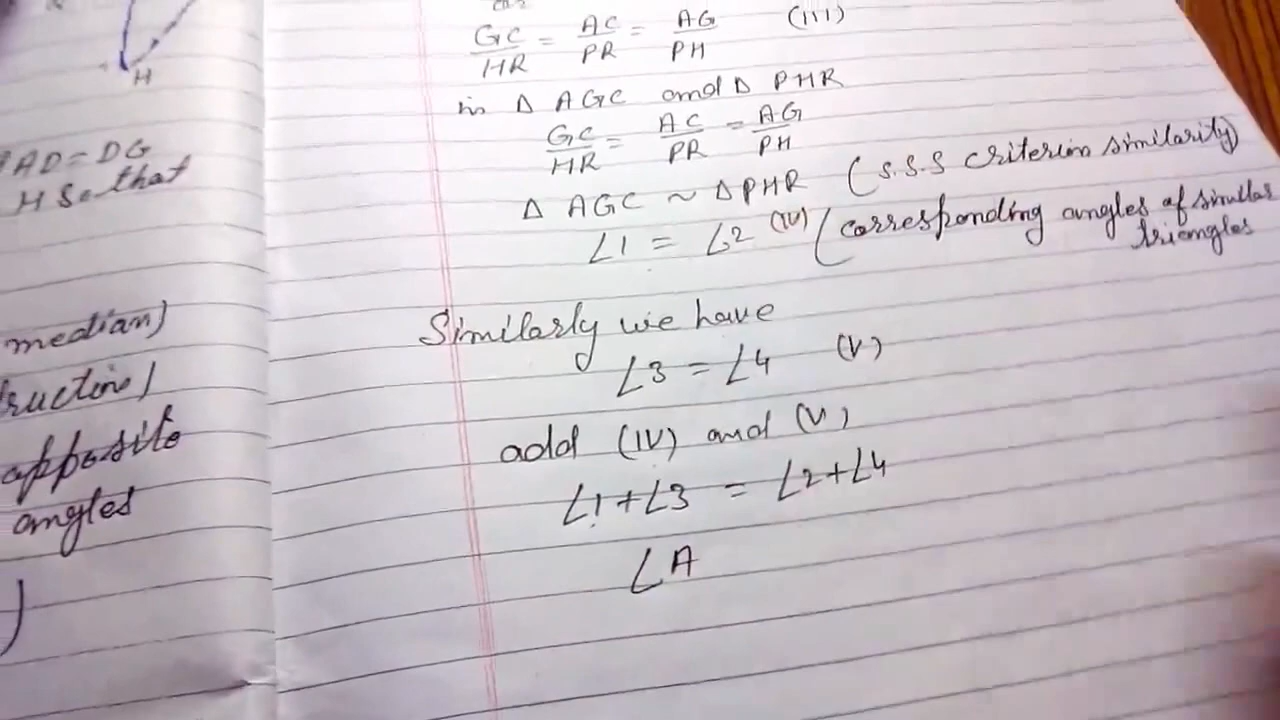 H
AD = DG
H So that
median)
ruction)
opposite
angles
)
GC/HR = AC/PR = AG/PH (III)
in Δ AGC and Δ PHR
GC/HR = AC/PR = AG/PH
Δ AGC ~ ΔPHR (S.S.S criterion similarity)
∠1 = ∠2 (IV) (corresponding angles of similar
triangles
Similarly we have
∠3 = ∠4 (V)
add (IV) and (V)
∠1+∠3 = ∠2+∠4
∠A